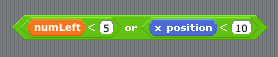 numLeft < 5 or x position < 10